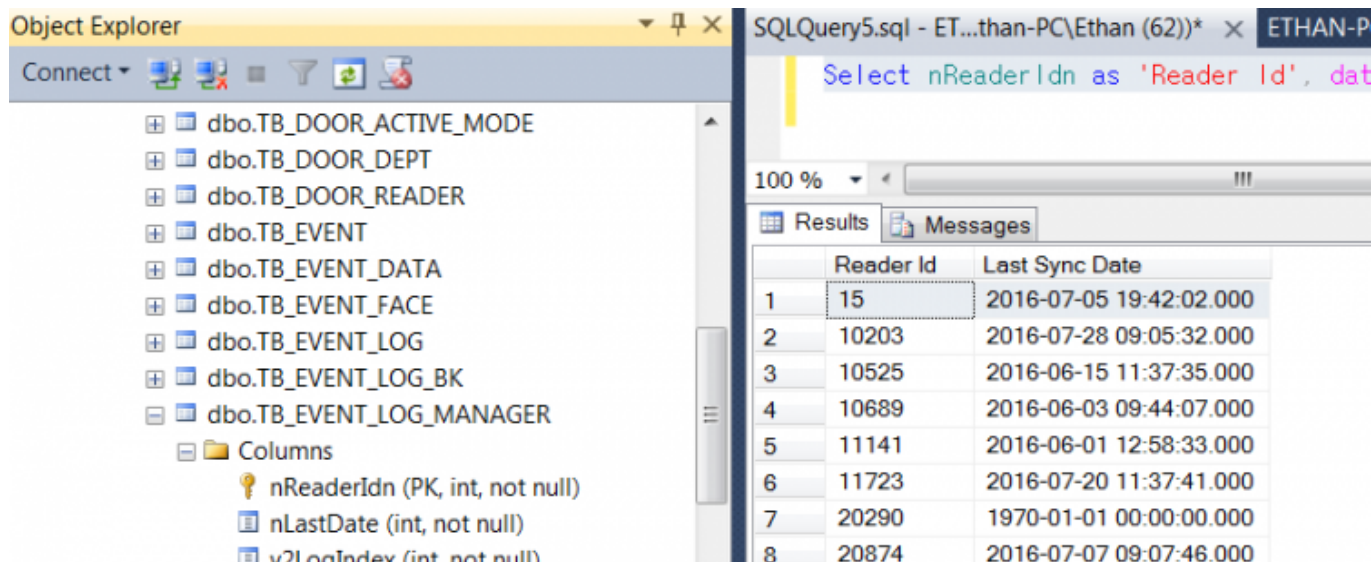 Object Explorer
Connect
dbo.TB_DOOR_ACTIVE_MODE
dbo.TB_DOOR_DEPT
dbo.TB_DOOR_READER
dbo.TB_EVENT
dbo.TB_EVENT_DATA
dbo.TB_EVENT_FACE
dbo.TB_EVENT_LOG
dbo.TB_EVENT_LOG_BK
dbo.TB_EVENT_LOG_MANAGER
Columns
nReaderIdn (PK, int, not null)
nLastDate (int, not null)
v2LogIndex (int, not null)
SQLQuery5.sql - ET...than-PC\Ethan (62))* ETHAN-P
Select nReaderIdn as 'Reader Id', dat
100 %
Results Messages
Reader Id Last Sync Date
1 15 2016-07-05 19:42:02.000
2 10203 2016-07-28 09:05:32.000
3 10525 2016-06-15 11:37:35.000
4 10689 2016-06-03 09:44:07.000
5 11141 2016-06-01 12:58:33.000
6 11723 2016-07-20 11:37:41.000
7 20290 1970-01-01 00:00:00.000
8 20874 2016-07-07 09:07:46.000